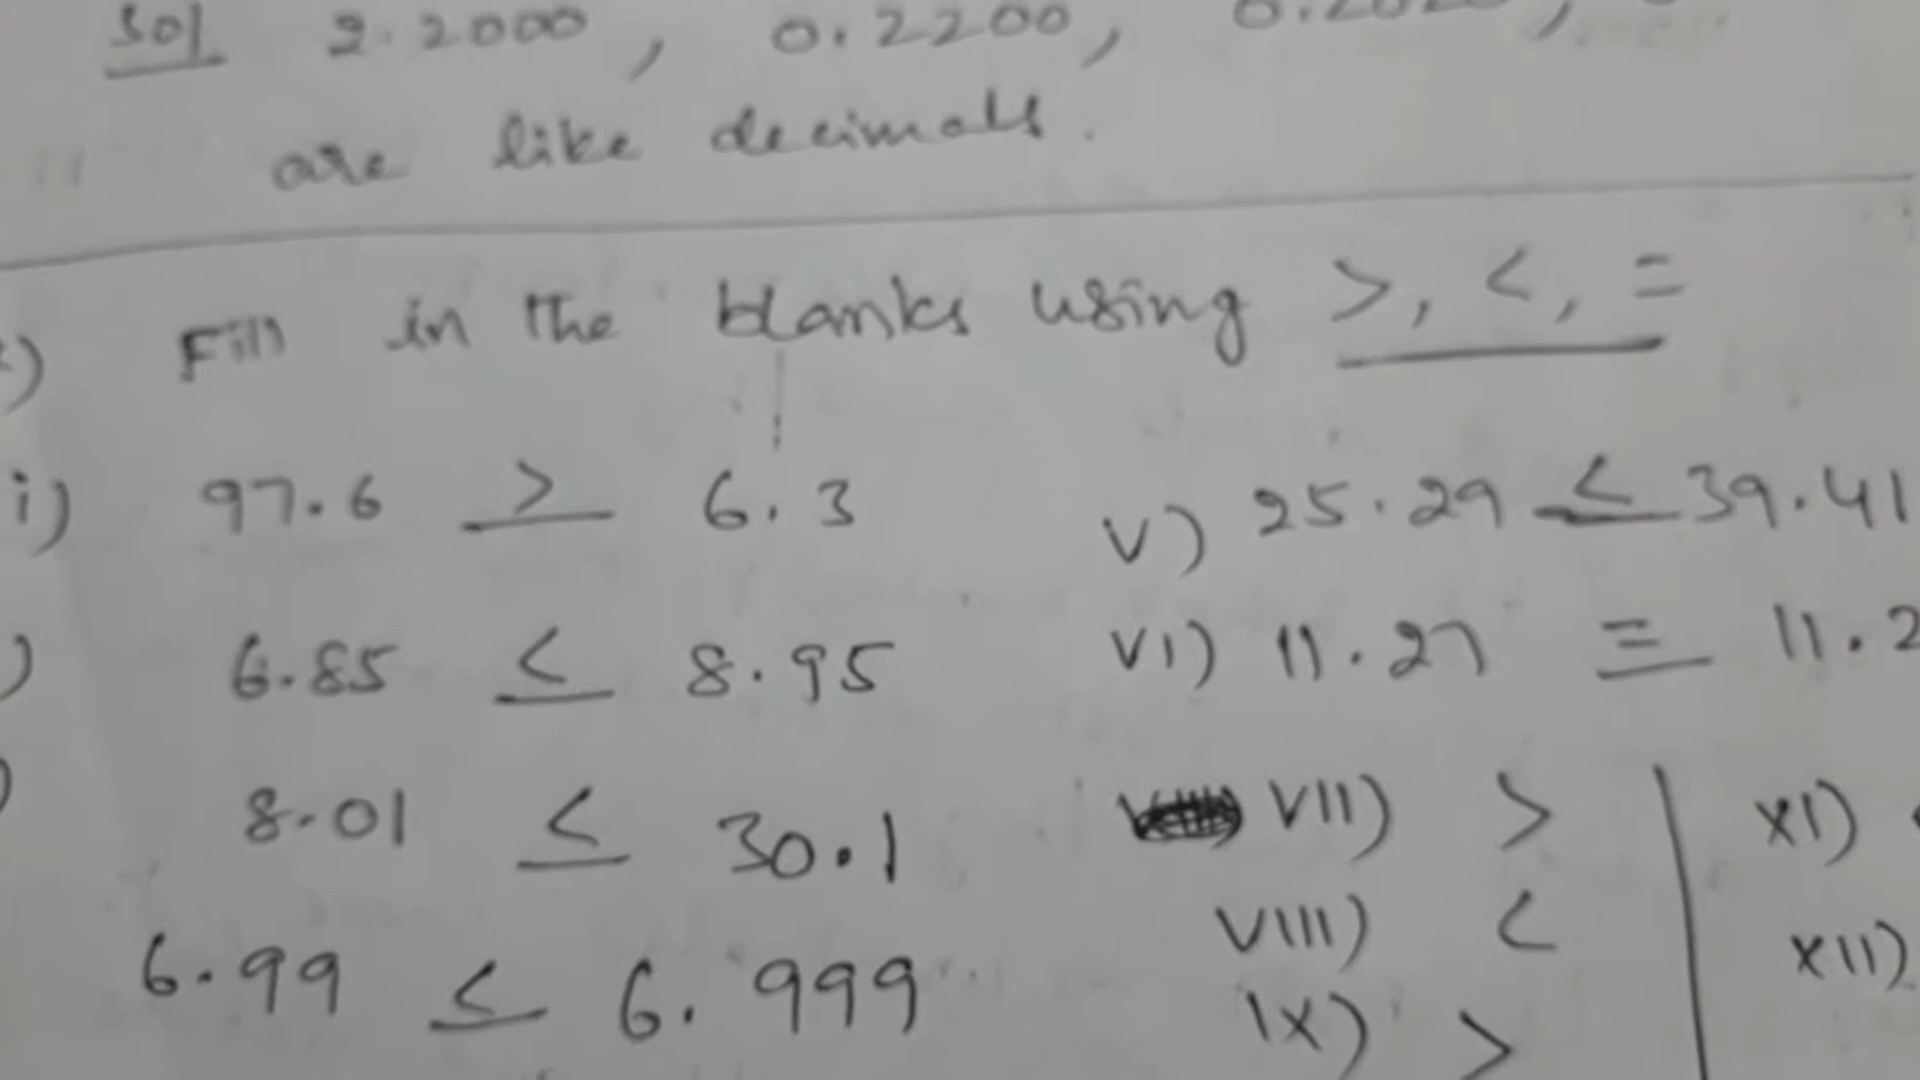 Sol 2.2000, 0.2200,
are like decimals.
) Fill in the blanks using >, <, =
i) 97.6 > 6.3
) 6.85 < 8.95
) 8.01 < 30.1
6.99 < 6.999
v) 25.29 < 39.41
vi) 11.27 = 11.2
vii) >
viii) <
ix) >
xi)
xii)